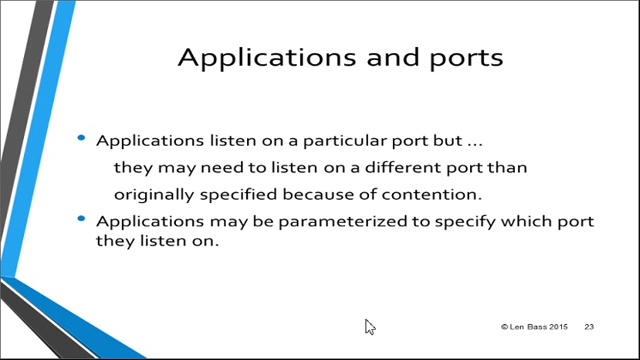 Applications and ports
Applications listen on a particular port but ...
they may need to listen on a different port than
originally specified because of contention.
Applications may be parameterized to specify which port
they listen on.
© Len Bass 2015 23